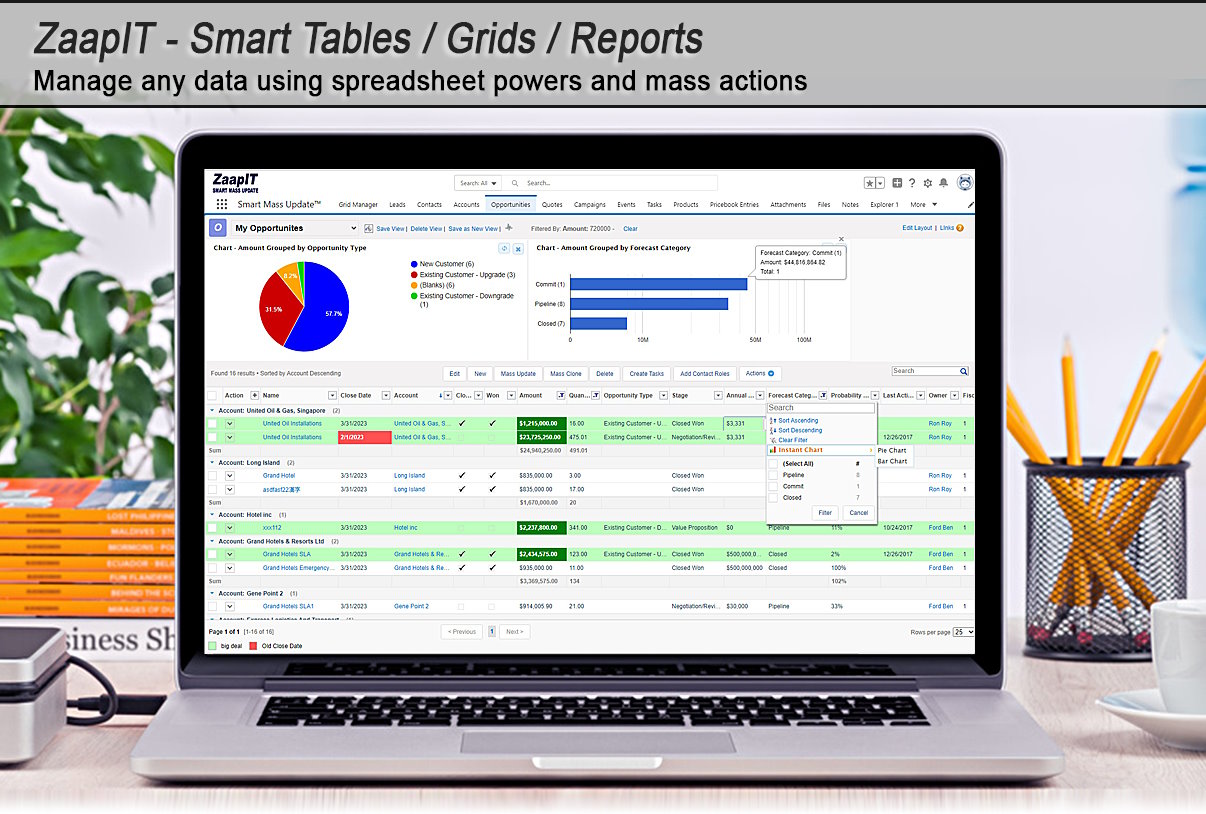 ZaapIT - Smart Tables / Grids / Reports
Manage any data using spreadsheet powers and mass actions
ZaapIT
SMART MASS UPDATE
Search: All
Search...
Smart Mass Update™ Grid Manager Leads Contacts Accounts Opportunities Quotes Campaigns Events Tasks Products Pricebook Entries Attachments Files Notes Explorer 1 More
O My Opportunites Save View | Delete View | Save as New View | Filtered By: Amount: 720000 - Clear Edit Layout | Links
Chart - Amount Grouped by Opportunity Type
57.7%
31.5%
8.2%
New Customer (6)
Existing Customer - Upgrade (3)
(Blanks) (6)
Existing Customer - Downgrade
(1)
Chart - Amount Grouped by Forecast Category
Forecast Category: Commit (1)
Amount: $44,816,864.82
Total: 1
Commit (1)
Pipeline (8)
Closed (7)
0 10M 50M 100M
Found 16 results • Sorted by Account Descending
Edit New Mass Update Mass Clone Delete Create Tasks Add Contact Roles Actions Search
Action Name Close Date Account Clo... Won Amount Quan... Opportunity Type Stage Annual ... Forecast Categ... Probability ... Last Acti... Owner Fisc
Account: United Oil & Gas, Singapore (2)
United Oil Installations 3/31/2023 United Oil & Gas, S... $1,215,000.00 16.00 Existing Customer - U... Closed Won $3,331 Ron Roy 1
United Oil Installations 2/1/2023 United Oil & Gas, S... $23,725,250.00 475.01 Existing Customer - U... Negotiation/Revi... $3,331 12/26/2017 Ron Roy 1
Sum $24,940,250.00 491.01
Account: Long Island (2)
Grand Hotel 3/31/2023 Long Island $835,000.00 3.00 Closed Won Ron Roy 1
asdfasf22漢字 3/31/2023 Long Island $835,000.00 17.00 Closed Won Ron Roy 1
Sum $1,670,000.00 20
Account: Hotel inc (1)
xxx112 3/31/2023 Hotel inc $2,237,800.00 341.00 Existing Customer - D... Value Proposition $0 Pipeline 11% 10/24/2017 Ford Ben 1
Account: Grand Hotels & Resorts Ltd (2)
Grand Hotels SLA 3/31/2023 Grand Hotels & Re... $2,434,575.00 123.00 Existing Customer - U... Closed Won $500,000,0... Closed 2% 12/26/2017 Ford Ben 1
Grand Hotels Emergency... 3/31/2023 Grand Hotels & Re... $935,000.00 11.00 Closed Won $500,000,000 Closed 100% Ford Ben 1
Sum $3,369,575.00 134 102%
Account: Gene Point 2 (1)
Grand Hotels SLA1 3/31/2023 Gene Point 2 $914,005.90 21.00 Negotiation/Revi... $30,000 Pipeline 33% Ford Ben 1
Account: Express Logistics And Transport (1)
Search
Sort Ascending
Sort Descending
Clear Filter
Instant Chart
Pie Chart
Bar Chart
(Select All) #
Pipeline 8
Commit 1
Closed 7
Filter Cancel
Page 1 of 1 [1-16 of 16] < Previous 1 Next > Rows per page 25
big deal Old Close Date
LOST PHILIPPIN
MALDIVES - ST
MORMONS - PO
ECUADOR - BEL
FUN FLANDERS
BEHIND THE SC
MIRAGES OF DU
siness Sh